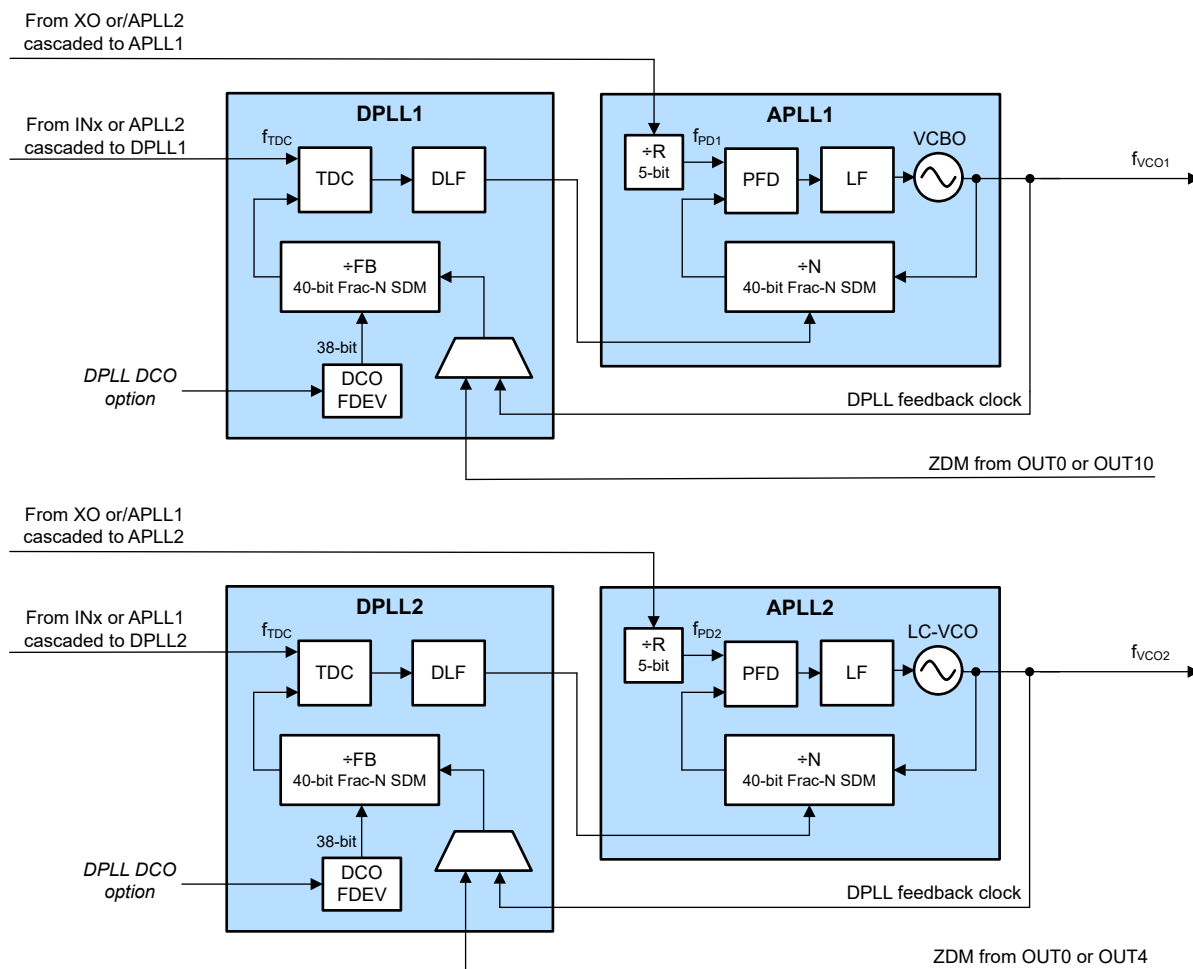 From XO or/APLL2
cascaded to APLL1
DPLL1
APLL1
From INx or APLL2
cascaded to DPLL1
fTDC
TDC
DLF
÷R
5-bit
fPD1
PFD
LF
VCBO
fVCO1
÷FB
40-bit Frac-N SDM
÷N
40-bit Frac-N SDM
38-bit
DPLL DCO
option
DCO
FDEV
DPLL feedback clock
ZDM from OUT0 or OUT10
From XO or/APLL1
cascaded to APLL2
DPLL2
APLL2
From INx or APLL1
cascaded to DPLL2
fTDC
TDC
DLF
÷R
5-bit
fPD2
PFD
LF
LC-VCO
fVCO2
÷FB
40-bit Frac-N SDM
÷N
40-bit Frac-N SDM
38-bit
DPLL DCO
option
DCO
FDEV
DPLL feedback clock
ZDM from OUT0 or OUT4